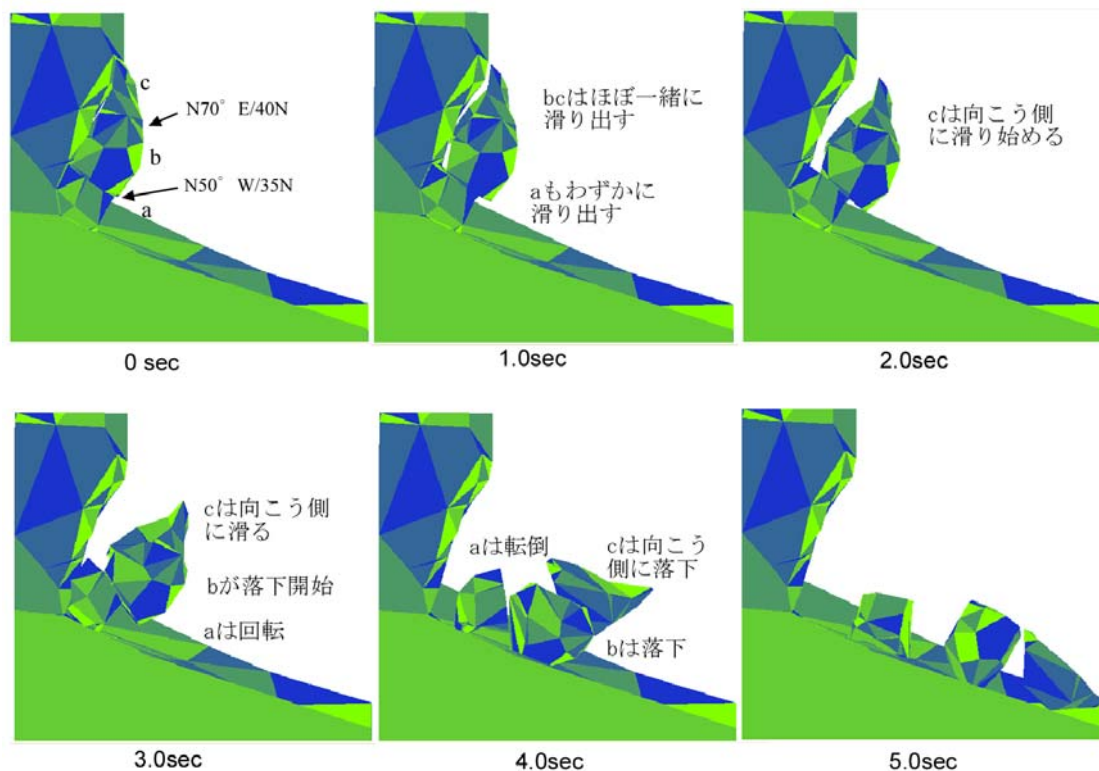 c
N70° E/40N
b
N50° W/35N
a
0 sec
bcはほぼ一緒に
滑り出す
aもわずかに
滑り出す
1.0sec
cは向こう側
に滑り始める
2.0sec
cは向こう側
に滑る
bが落下開始
aは回転
3.0sec
aは転倒
cは向こう
側に落下
bは落下
4.0sec
5.0sec